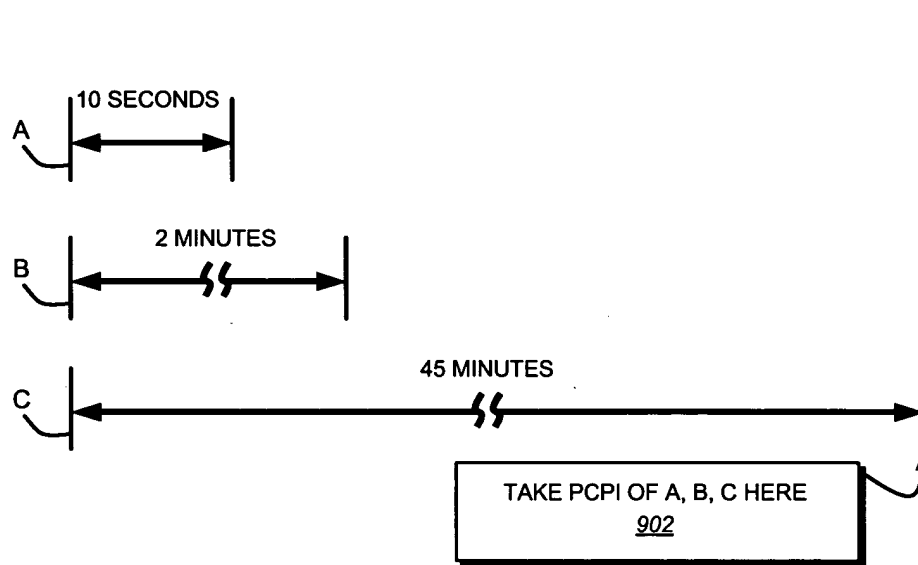 10 SECONDS
A
2 MINUTES
B
45 MINUTES
C
TAKE PCPI OF A, B, C HERE
902